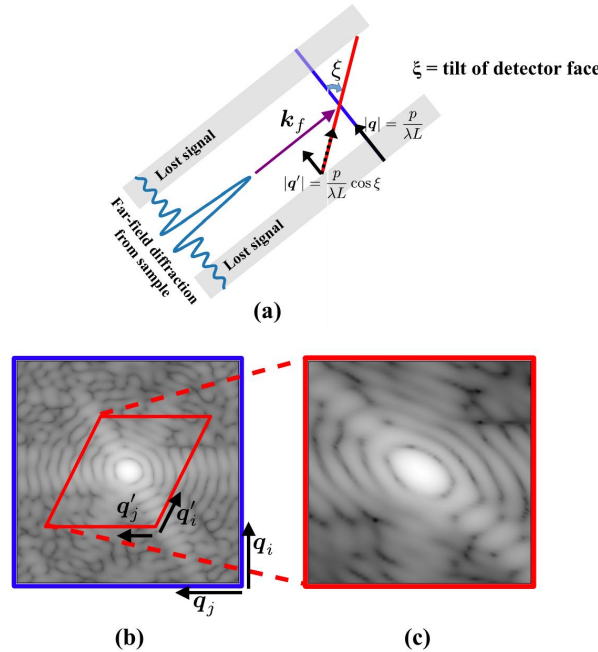 ξ
ξ = tilt of detector face
k_f
|q| = p/λL
Lost signal
|q′| = p/λL cos ξ
Far-field diffraction
from sample
Lost signal
(a)
q′_j
q′_i
q_i
q_j
(b)
(c)